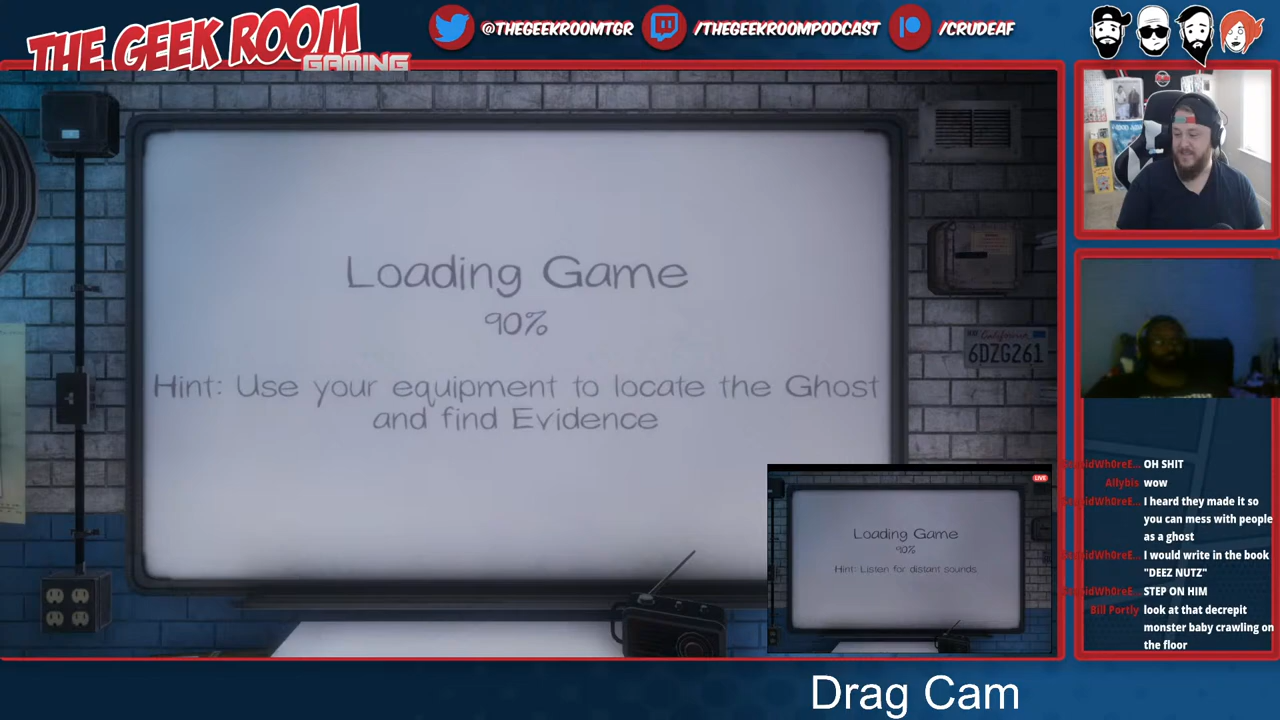 THE GEEK ROOM
GAMING
@THEGEEKROOMTGR
/THEGEEKROOMPODCAST
/CRUDEAF
Loading Game
90%
Hint: Use your equipment to locate the Ghost
and find Evidence
California
6DZG261
LIVE
Loading Game
90%
Hint: Listen for distant sounds
OH SHIT
Allybis wow
I heard they made it so
you can mess with people
as a ghost
I would write in the book
"DEEZ NUTZ"
STEP ON HIM
Bill Portly look at that decrepit
monster baby crawling on
the floor
Drag Cam